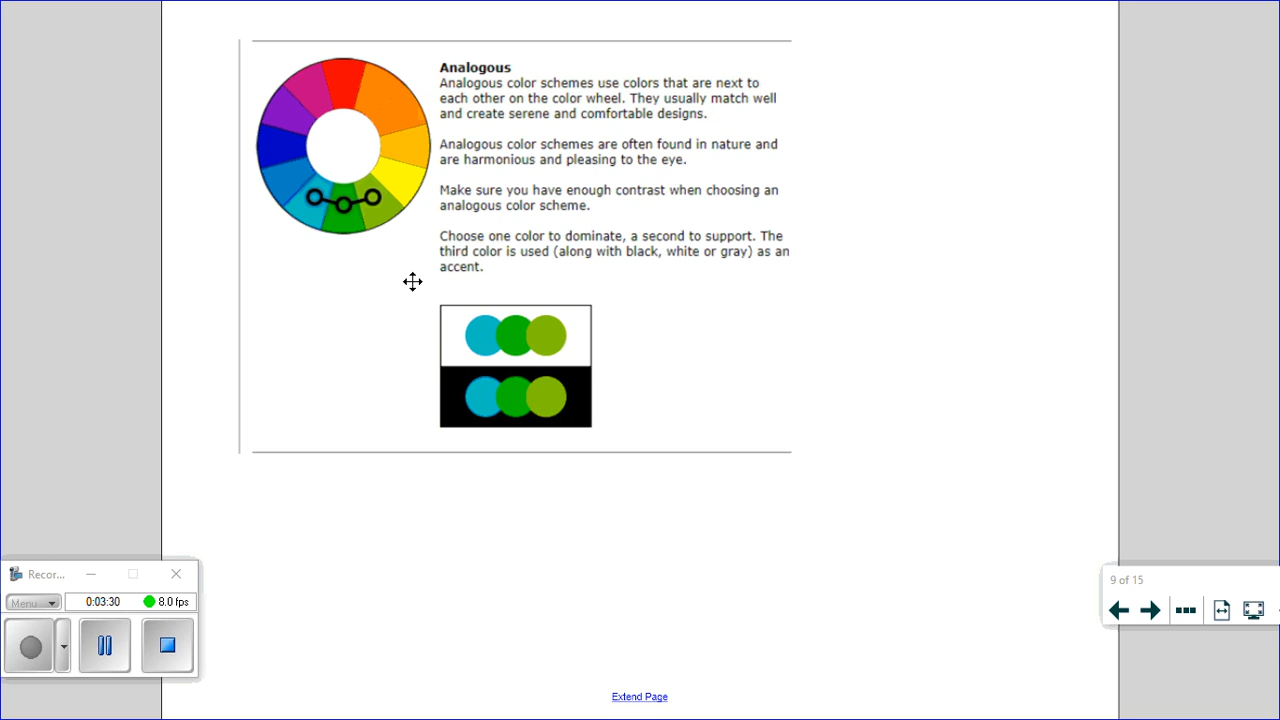 Analogous
Analogous color schemes use colors that are next to
each other on the color wheel. They usually match well
and create serene and comfortable designs.
Analogous color schemes are often found in nature and
are harmonious and pleasing to the eye.
Make sure you have enough contrast when choosing an
analogous color scheme.
Choose one color to dominate, a second to support. The
third color is used (along with black, white or gray) as an
accent.
Recor...
Menu
0:03:30
8.0 fps
9 of 15
Extend Page